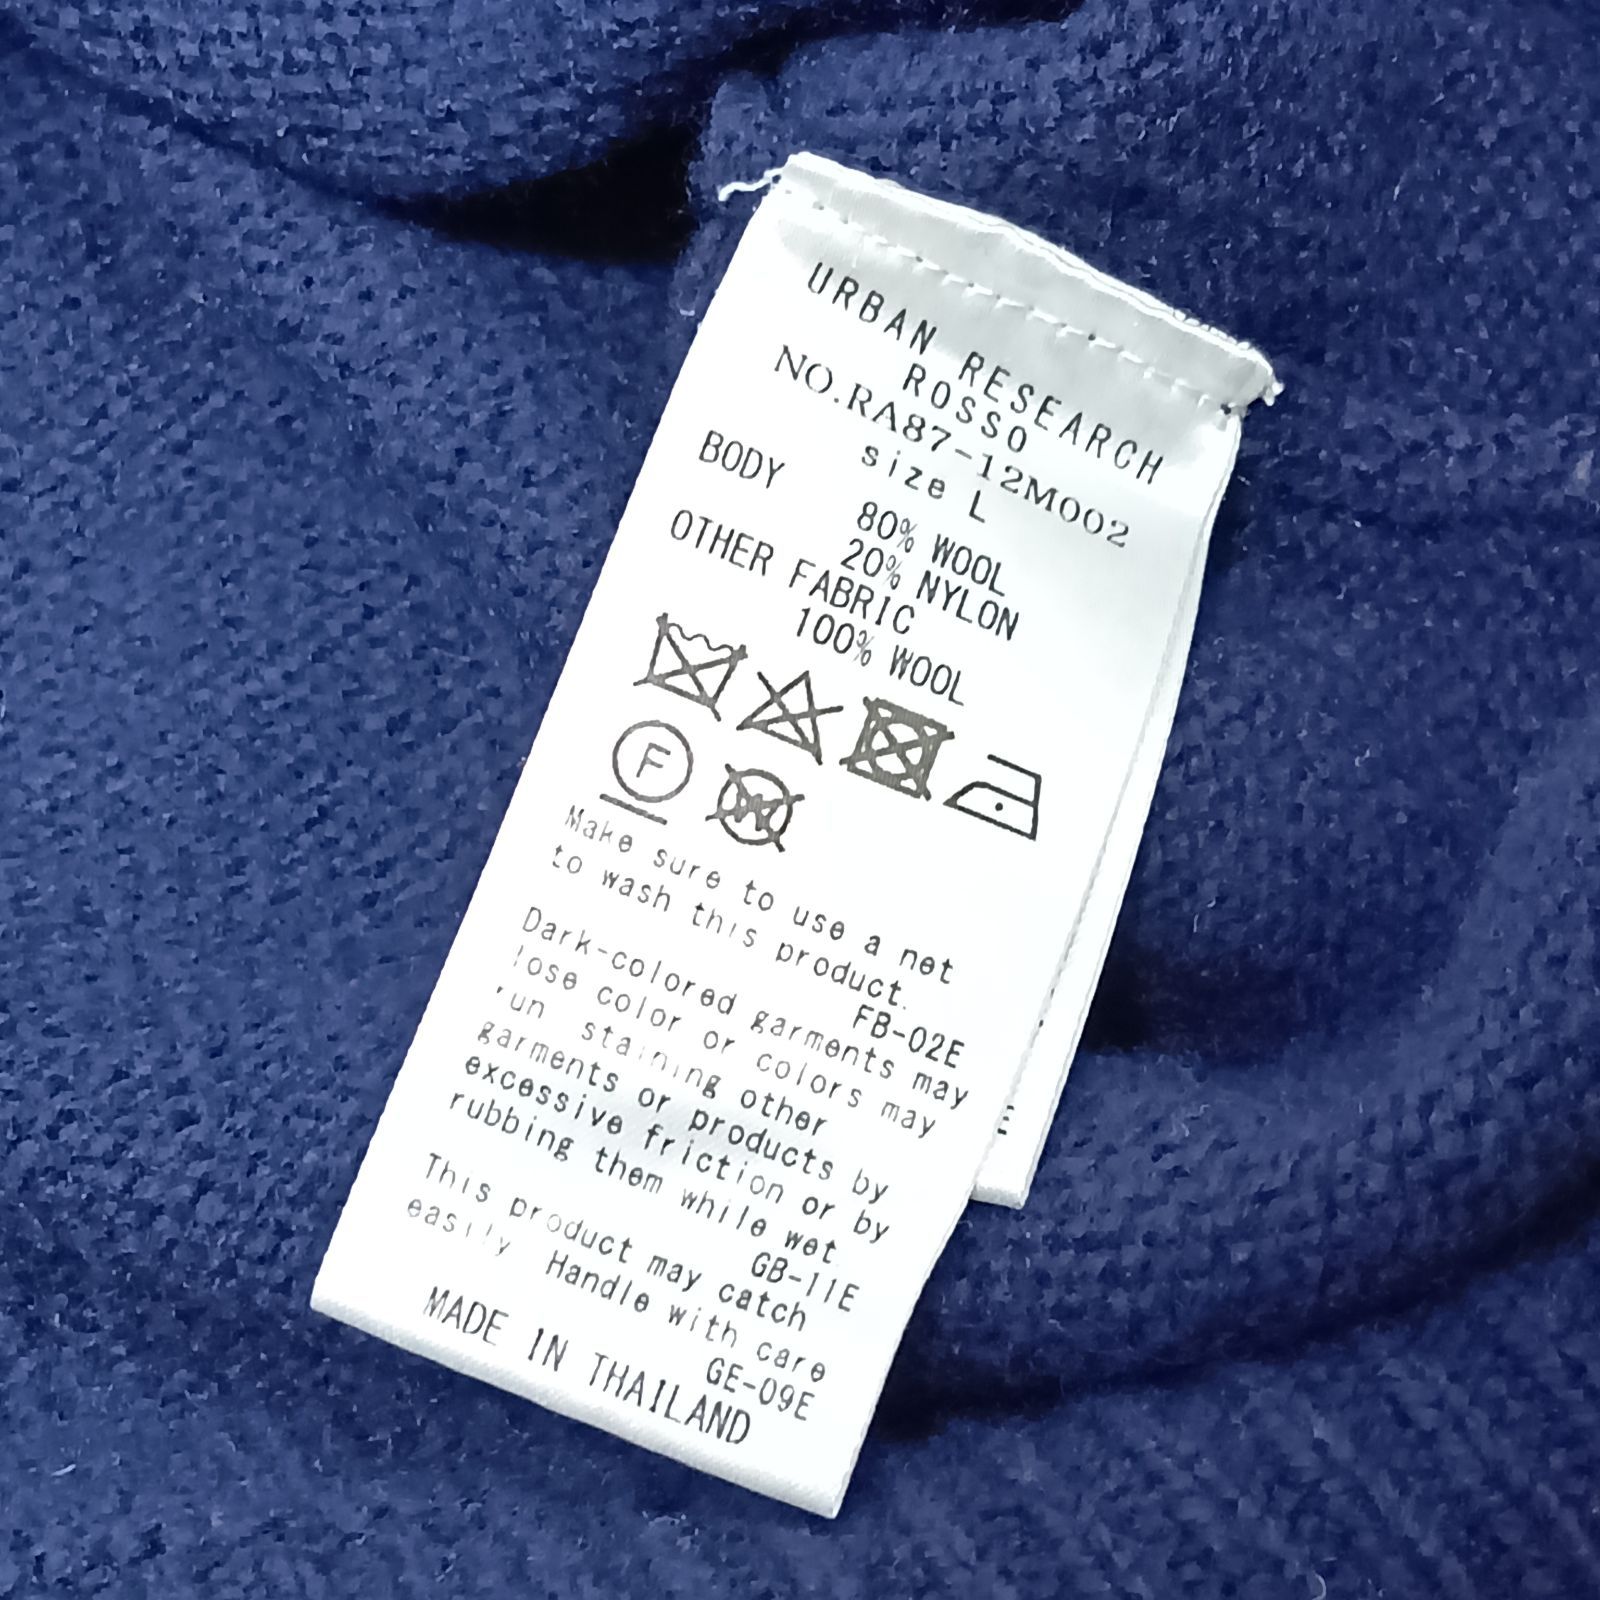 URBAN RESEARCH
ROSSO
NO.RA87-12M002
size L
BODY
80% WOOL
20% NYLON
OTHER FABRIC
100% WOOL
F
W
Make sure to use a net
to wash this product.
FB-02E
Dark-colored garments may
lose color or colors may
run staining other
garments or products by
excessive friction or by
rubbing them while wet
GB-11E
This product may catch
easily Handle with care
GE-09E
MADE IN THAILAND
E